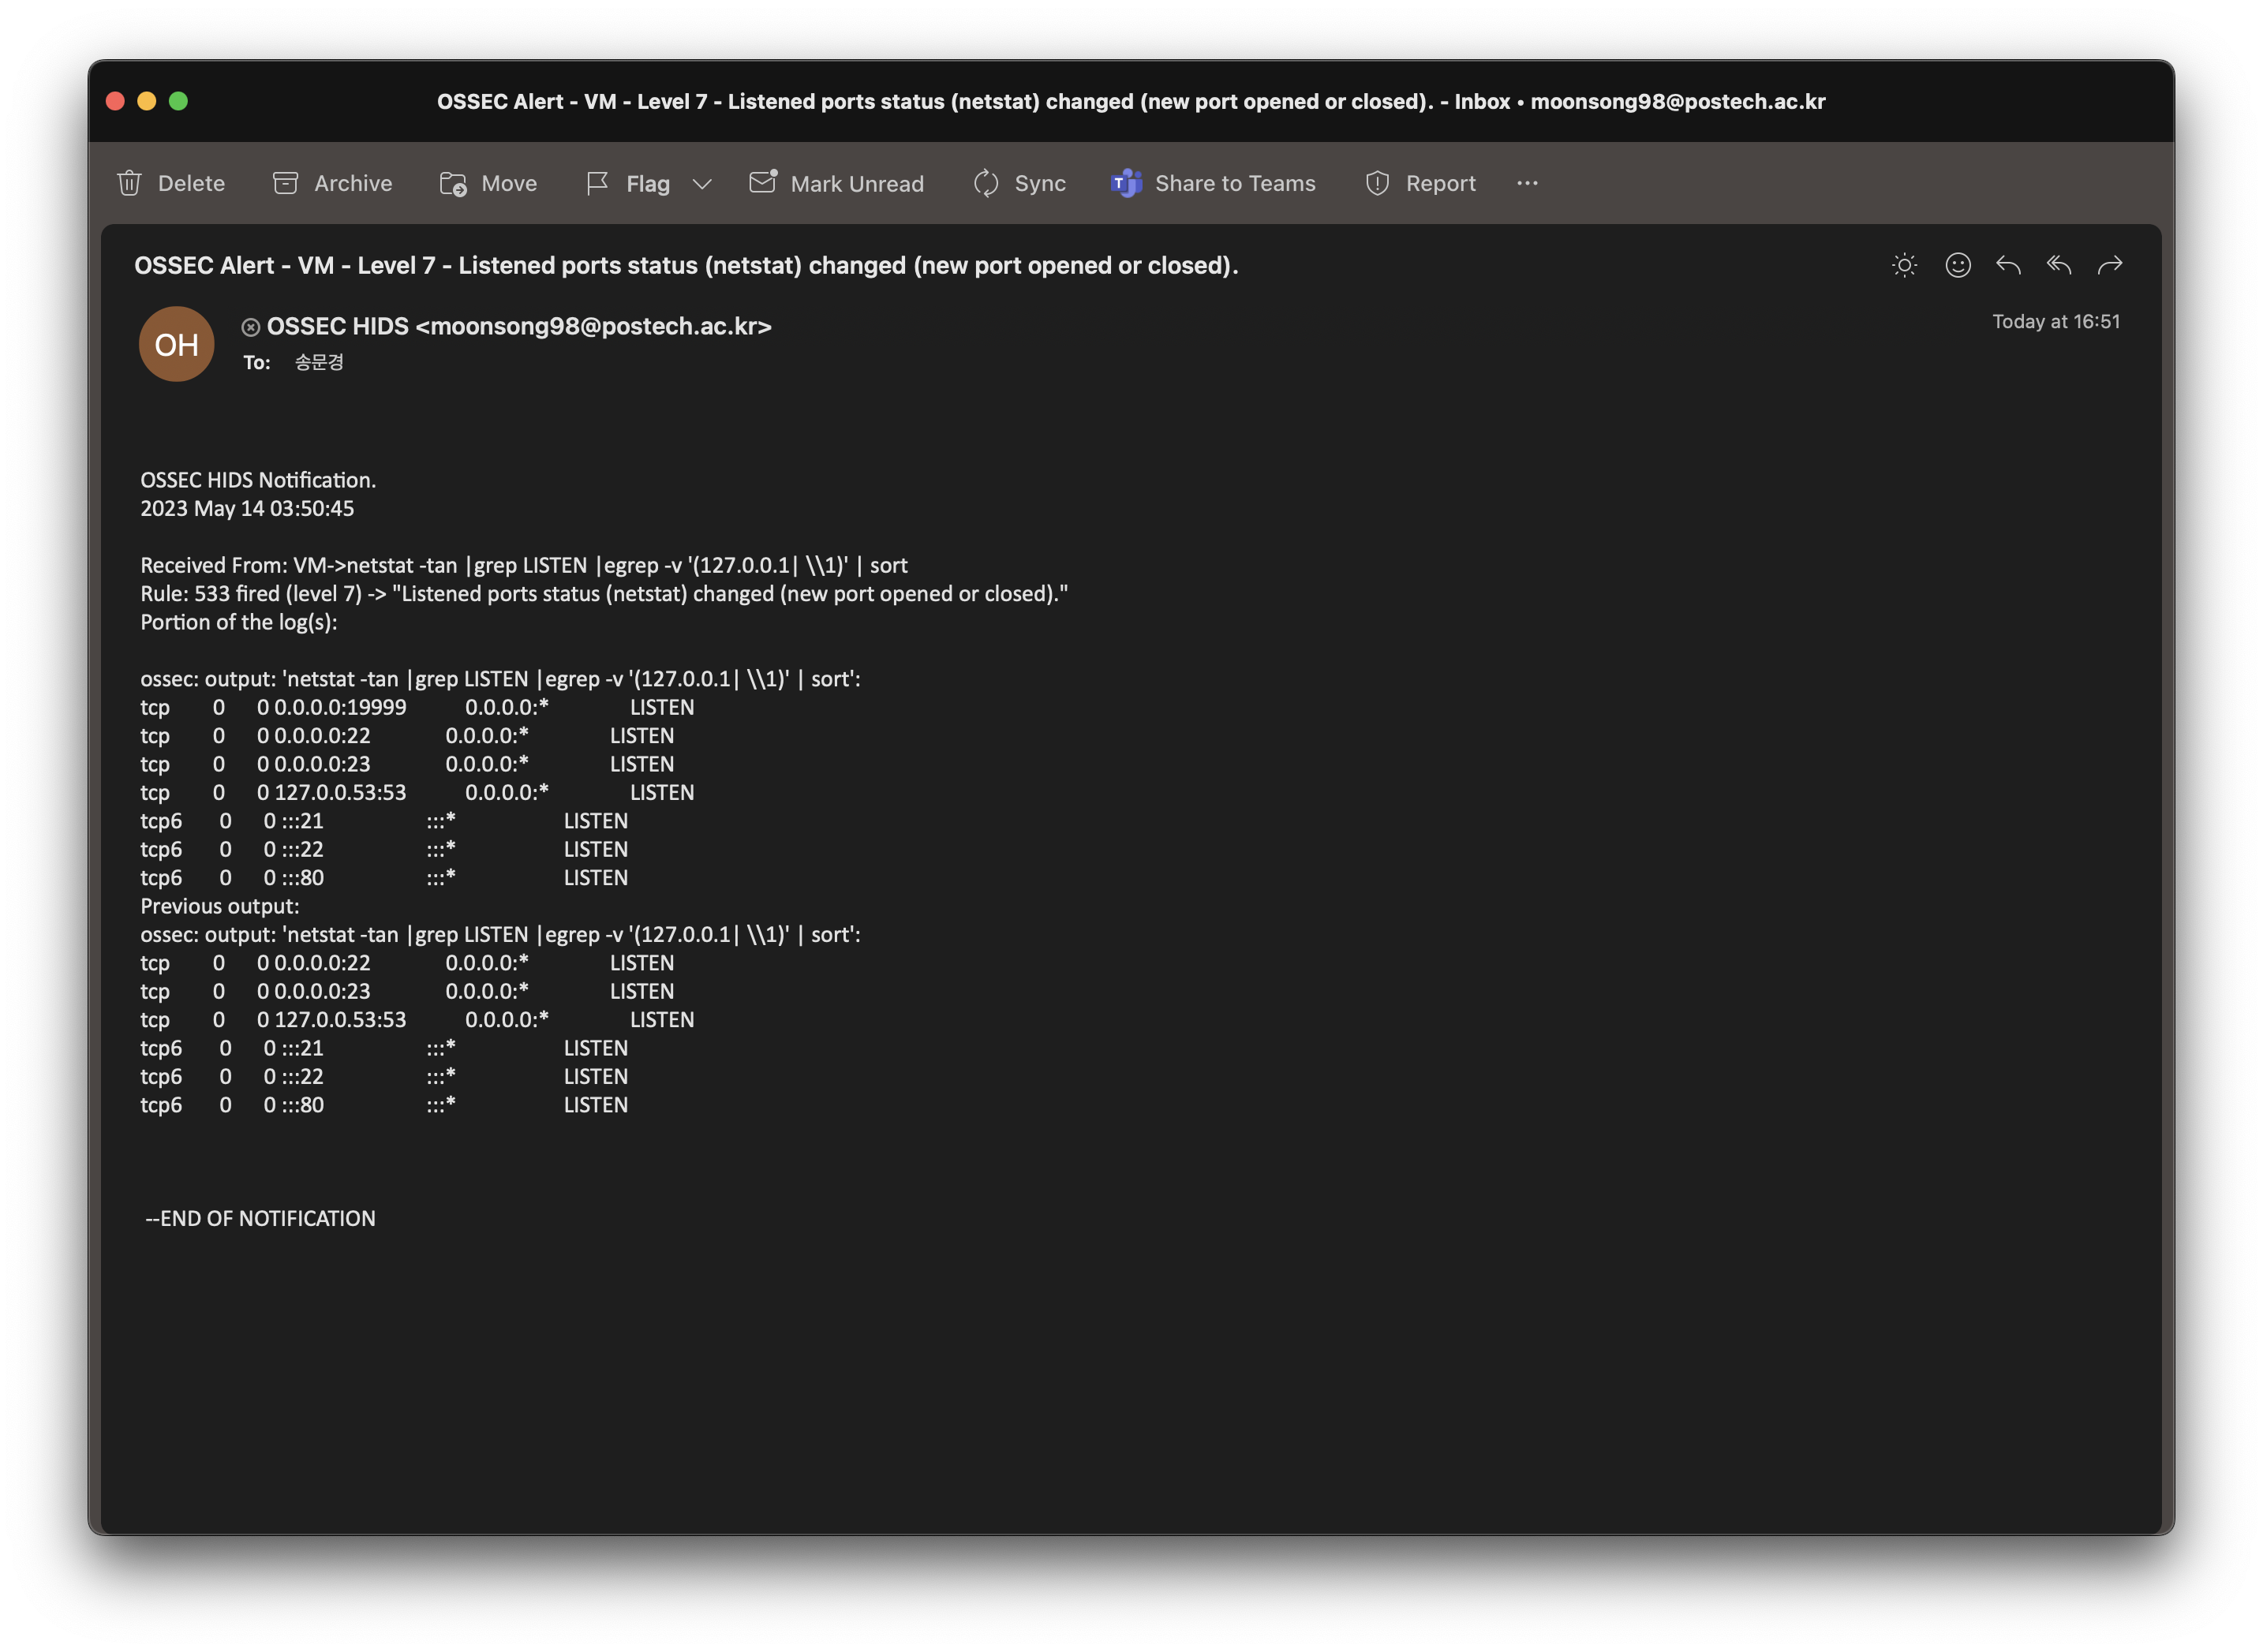 OSSEC Alert - VM - Level 7 - Listened ports status (netstat) changed (new port opened or closed). - Inbox • moonsong98@postech.ac.kr
Delete Archive Move Flag Mark Unread Sync Share to Teams Report
OSSEC Alert - VM - Level 7 - Listened ports status (netstat) changed (new port opened or closed).
OH
OSSEC HIDS <moonsong98@postech.ac.kr>
Today at 16:51
To: 송문경
OSSEC HIDS Notification.
2023 May 14 03:50:45
Received From: VM->netstat -tan |grep LISTEN |egrep -v '(127.0.0.1| \\1)' | sort
Rule: 533 fired (level 7) -> "Listened ports status (netstat) changed (new port opened or closed)."
Portion of the log(s):
ossec: output: 'netstat -tan |grep LISTEN |egrep -v '(127.0.0.1| \\1)' | sort':
tcp 0 0 0.0.0.0:19999 0.0.0.0:* LISTEN
tcp 0 0 0.0.0.0:22 0.0.0.0:* LISTEN
tcp 0 0 0.0.0.0:23 0.0.0.0:* LISTEN
tcp 0 0 127.0.0.53:53 0.0.0.0:* LISTEN
tcp6 0 0 :::21 :::* LISTEN
tcp6 0 0 :::22 :::* LISTEN
tcp6 0 0 :::80 :::* LISTEN
Previous output:
ossec: output: 'netstat -tan |grep LISTEN |egrep -v '(127.0.0.1| \\1)' | sort':
tcp 0 0 0.0.0.0:22 0.0.0.0:* LISTEN
tcp 0 0 0.0.0.0:23 0.0.0.0:* LISTEN
tcp 0 0 127.0.0.53:53 0.0.0.0:* LISTEN
tcp6 0 0 :::21 :::* LISTEN
tcp6 0 0 :::22 :::* LISTEN
tcp6 0 0 :::80 :::* LISTEN
--END OF NOTIFICATION